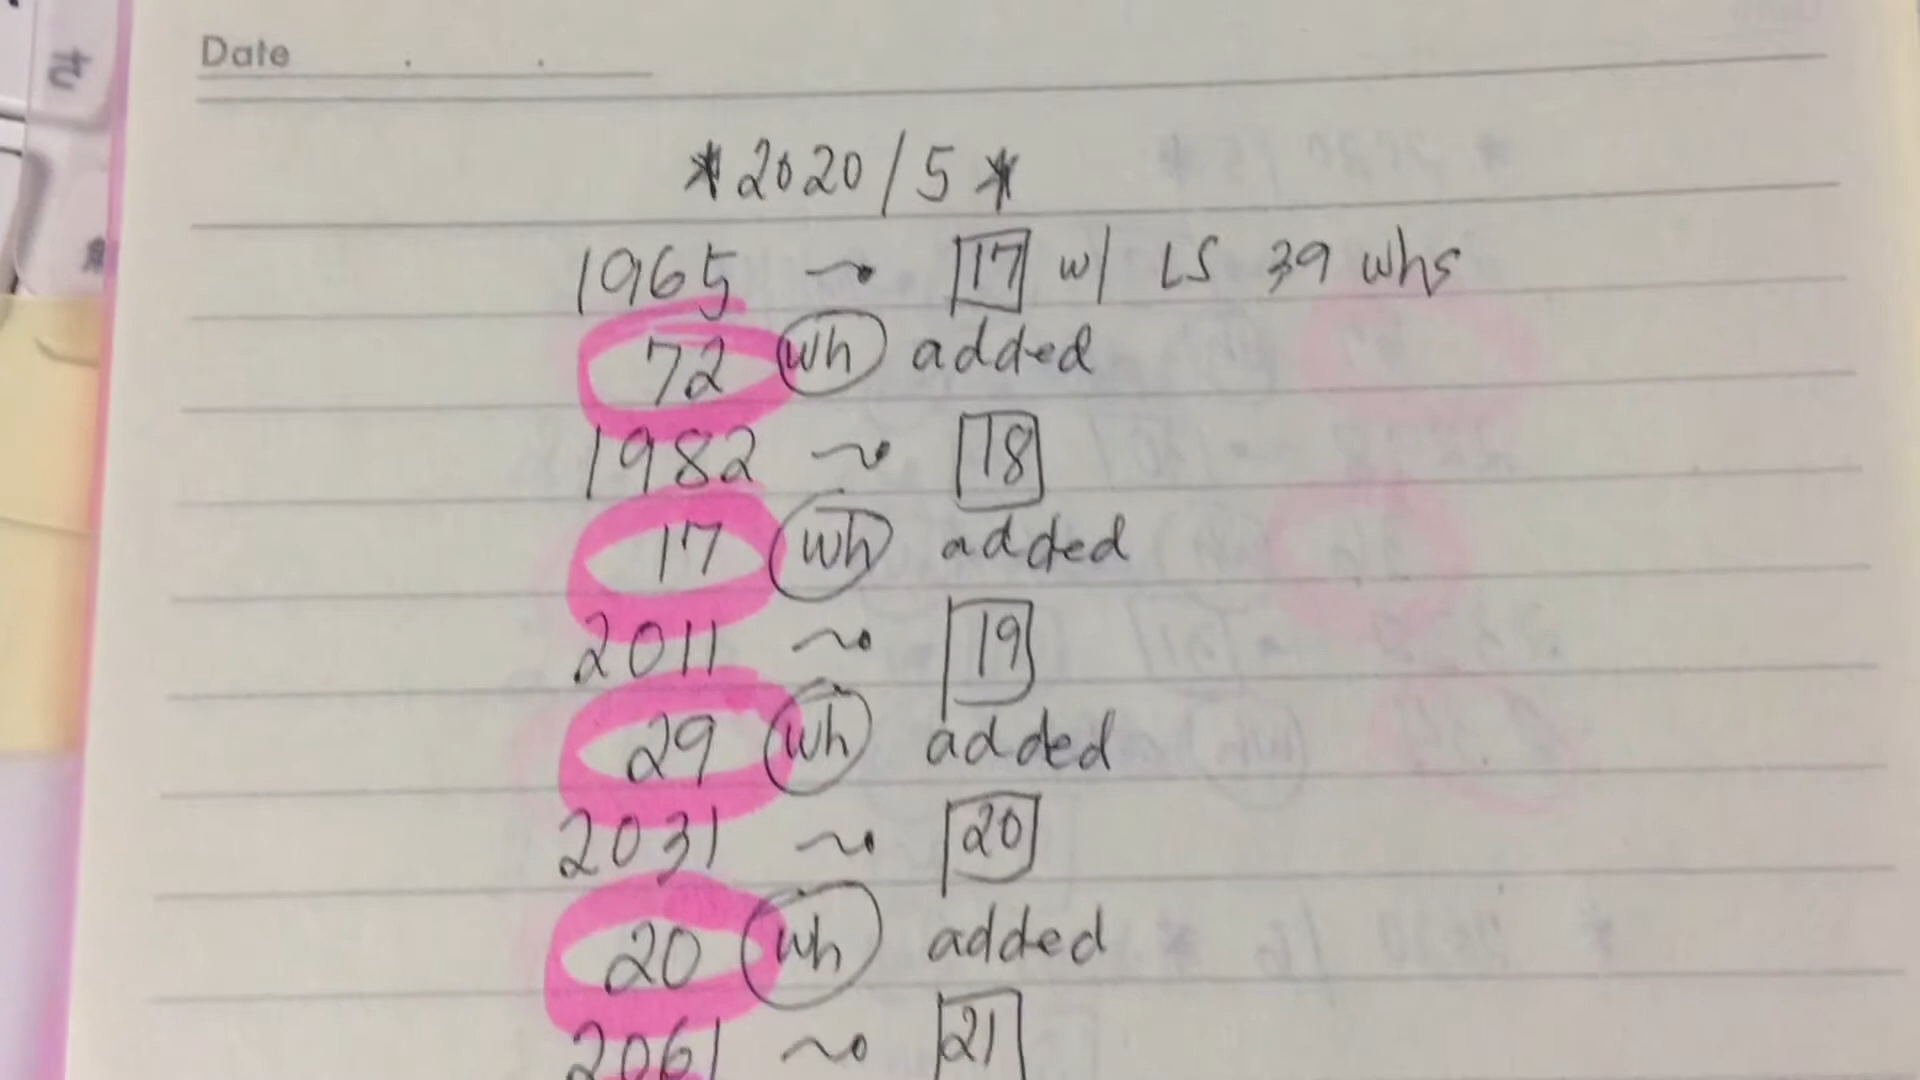 Date . .
*2020/5*
1965 ~ 17 w/ LS 39 whs
72 wh added
1982 ~ 18
17 wh added
2011 ~ 19
29 wh added
2031 ~ 20
20 wh added
2061 ~ 21